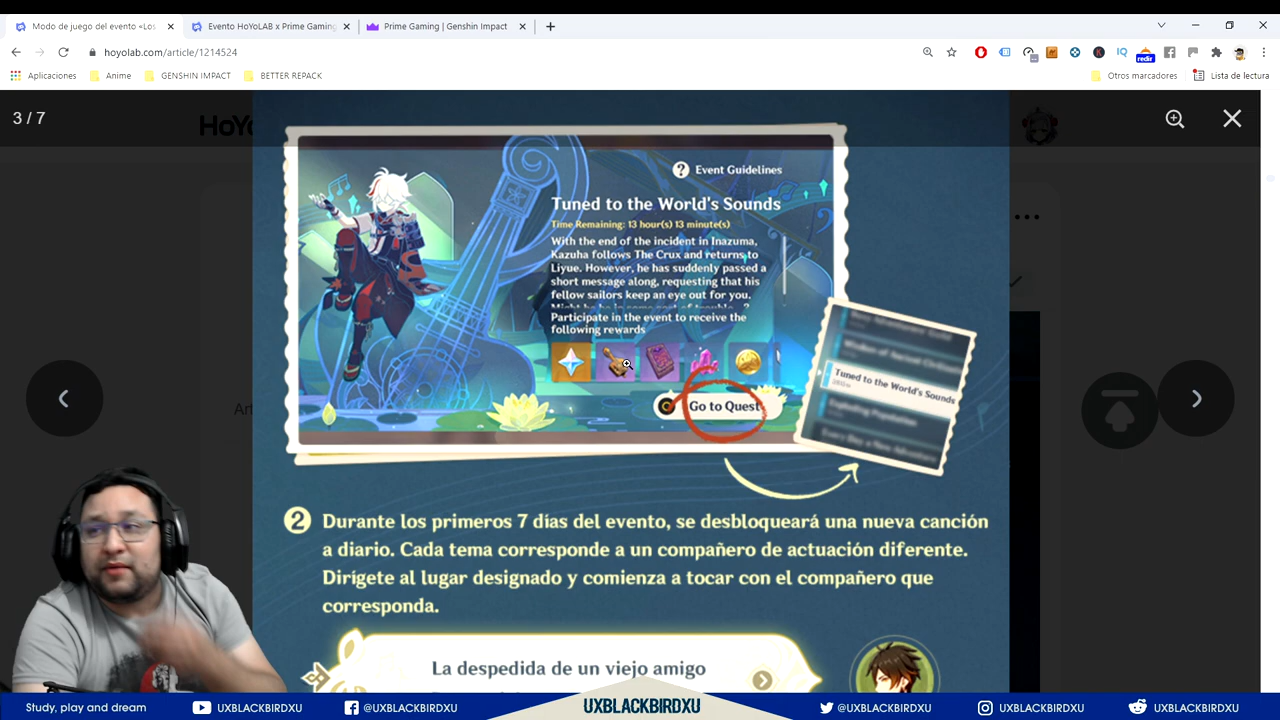 Modo de juego del evento «Los
Evento HoYoLAB x Prime Gaming
Prime Gaming | Genshin Impact
hoyolab.com/article/1214524
Aplicaciones
Anime
GENSHIN IMPACT
BETTER REPACK
Otros marcadores
Lista de lectura
3 / 7
Event Guidelines
Tuned to the World's Sounds
Time Remaining: 13 hour(s) 13 minute(s)
With the end of the incident in Inazuma,
Kazuha follows The Crux and returns to
Liyue. However, he has suddenly passed a
short message along, requesting that his
fellow sailors keep an eye out for you.
Participate in the event to receive the
following rewards
Go to Quest
Tuned to the World's Sounds
2 Durante los primeros 7 días del evento, se desbloqueará una nueva canción
a diario. Cada tema corresponde a un compañero de actuación diferente.
Dirígete al lugar designado y comienza a tocar con el compañero que
corresponda.
La despedida de un viejo amigo
Study, play and dream
UXBLACKBIRDXU
@UXBLACKBIRDXU
UXBLACKBIRDXU
@UXBLACKBIRDXU
UXBLACKBIRDXU
UXBLACKBIRDXU